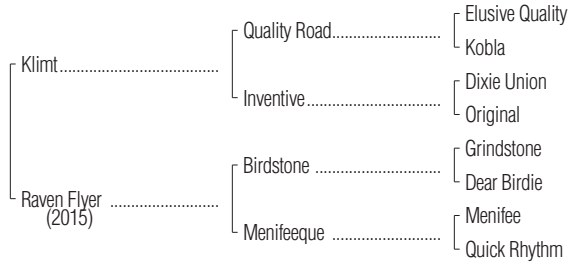 Elusive Quality
Quality Road
Kobla
Klimt
Dixie Union
Inventive
Original
Grindstone
Birdstone
Dear Birdie
Raven Flyer
(2015)
Menifee
Menifeeque
Quick Rhythm